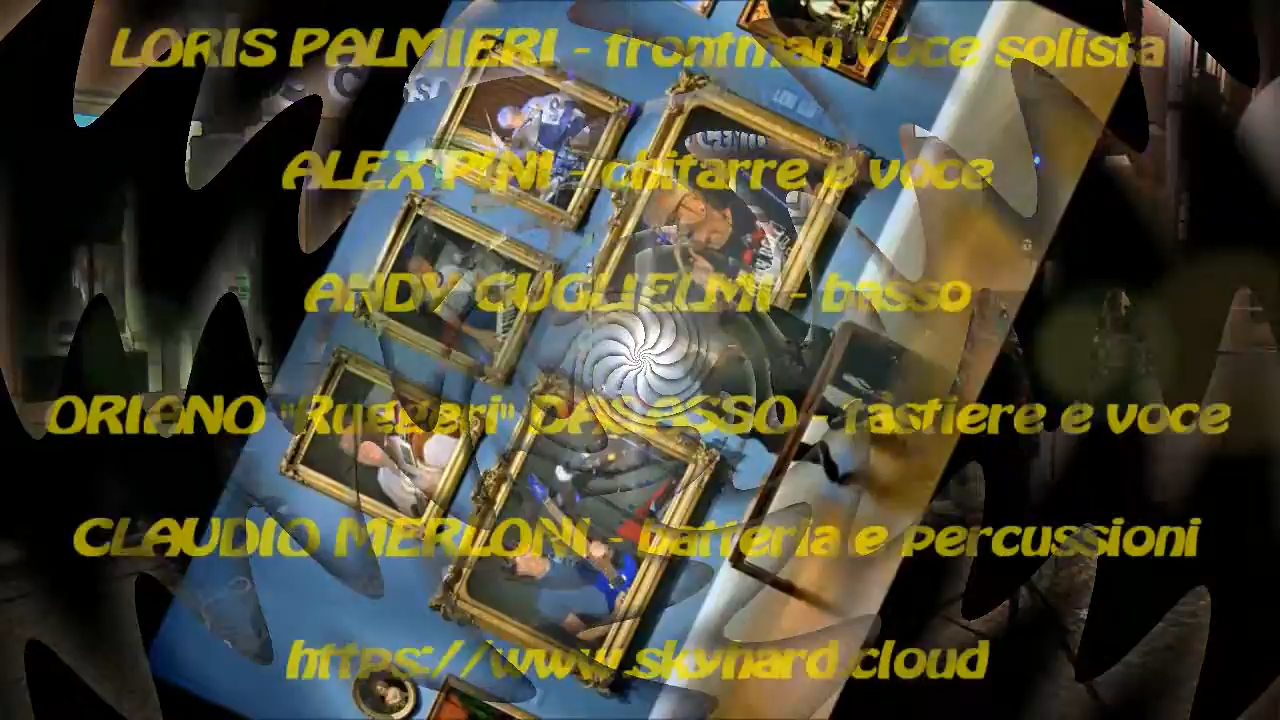 LORIS PALMIERI - frontman voce solista
ALEX PINI - chitarre e voce
ANDY GUGLIELMI - basso
ORIANO "Ruggeri" - tastiere e voce
CLAUDIO MERLONI - batteria e percussioni
https://www.skyhard.cloud